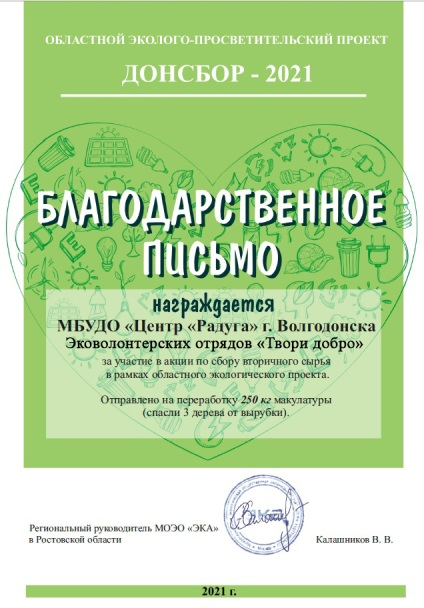 ОБЛАСТНОЙ ЭКОЛОГО-ПРОСВЕТИТЕЛЬСКИЙ ПРОЕКТ
ДОНСБОР - 2021
БЛАГОДАРСТВЕННОЕ
ПИСЬМО
награждается
МБУДО «Центр «Радуга» г. Волгодонска
Эковолонтерских отрядов «Твори добро»
за участие в акции по сбору вторичного сырья
в рамках областного экологического проекта.
Отправлено на переработку 250 кг макулатуры
(спасли 3 дерева от вырубки).
Региональный руководитель МОЭО «ЭКА»
в Ростовской области
Калашников В. В.
2021 г.